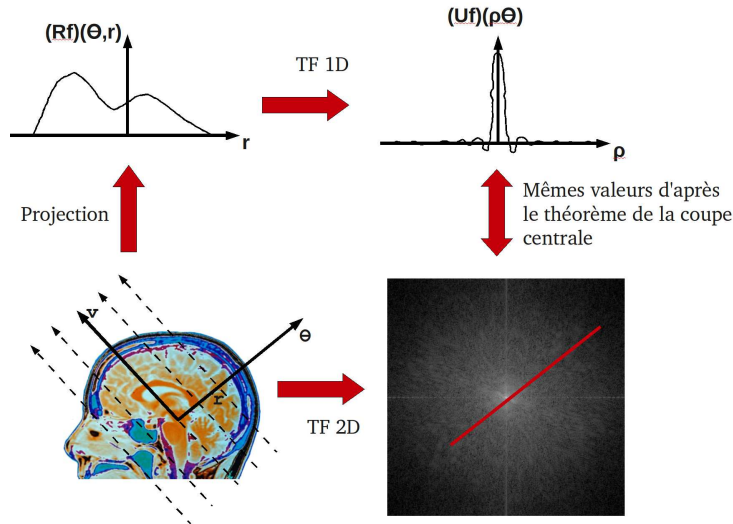 (Rf)(Θ,r)
(Uf)(ρΘ)
TF 1D
r
ρ
Projection
Mêmes valeurs d'après
le théorème de la coupe
centrale
v
Θ
r
TF 2D